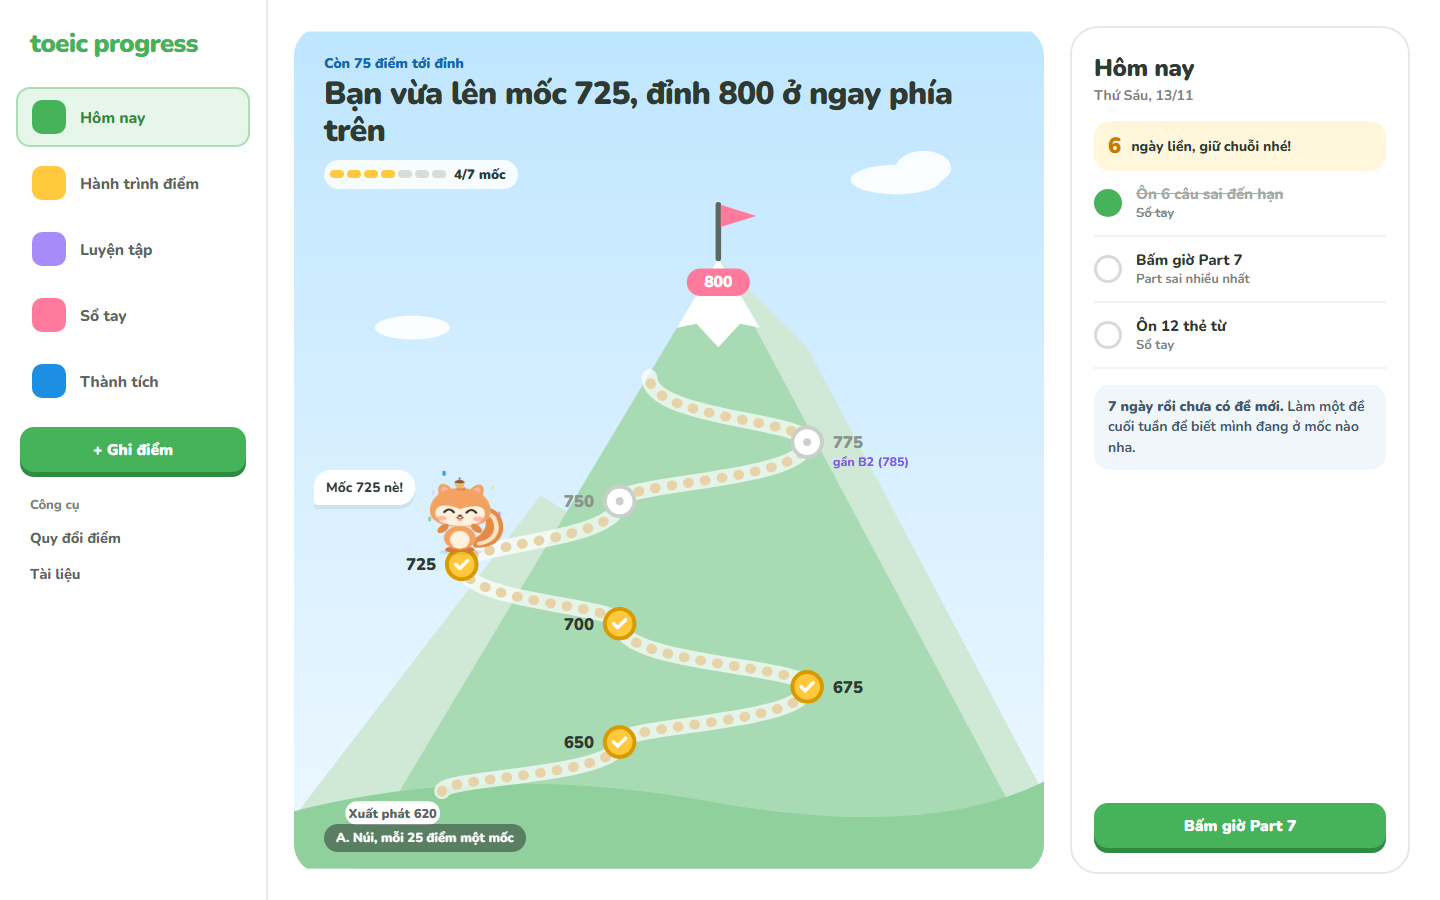 toeic progress
Hôm nay
Hành trình điểm
Luyện tập
Sổ tay
Thành tích
+ Ghi điểm
Công cụ
Quy đổi điểm
Tài liệu
Còn 75 điểm tới đỉnh
Bạn vừa lên mốc 725, đỉnh 800 ở ngay phía
trên
4/7 mốc
800
775
gần B2 (785)
750
Mốc 725 nè!
725
700
675
650
Xuất phát 620
A. Núi, mỗi 25 điểm một mốc
Hôm nay
Thứ Sáu, 13/11
6 ngày liền, giữ chuỗi nhé!
Ôn 6 câu sai đến hạn
Sổ tay
Bấm giờ Part 7
Part sai nhiều nhất
Ôn 12 thẻ từ
Sổ tay
7 ngày rồi chưa có đề mới. Làm một đề
cuối tuần để biết mình đang ở mốc nào
nha.
Bấm giờ Part 7